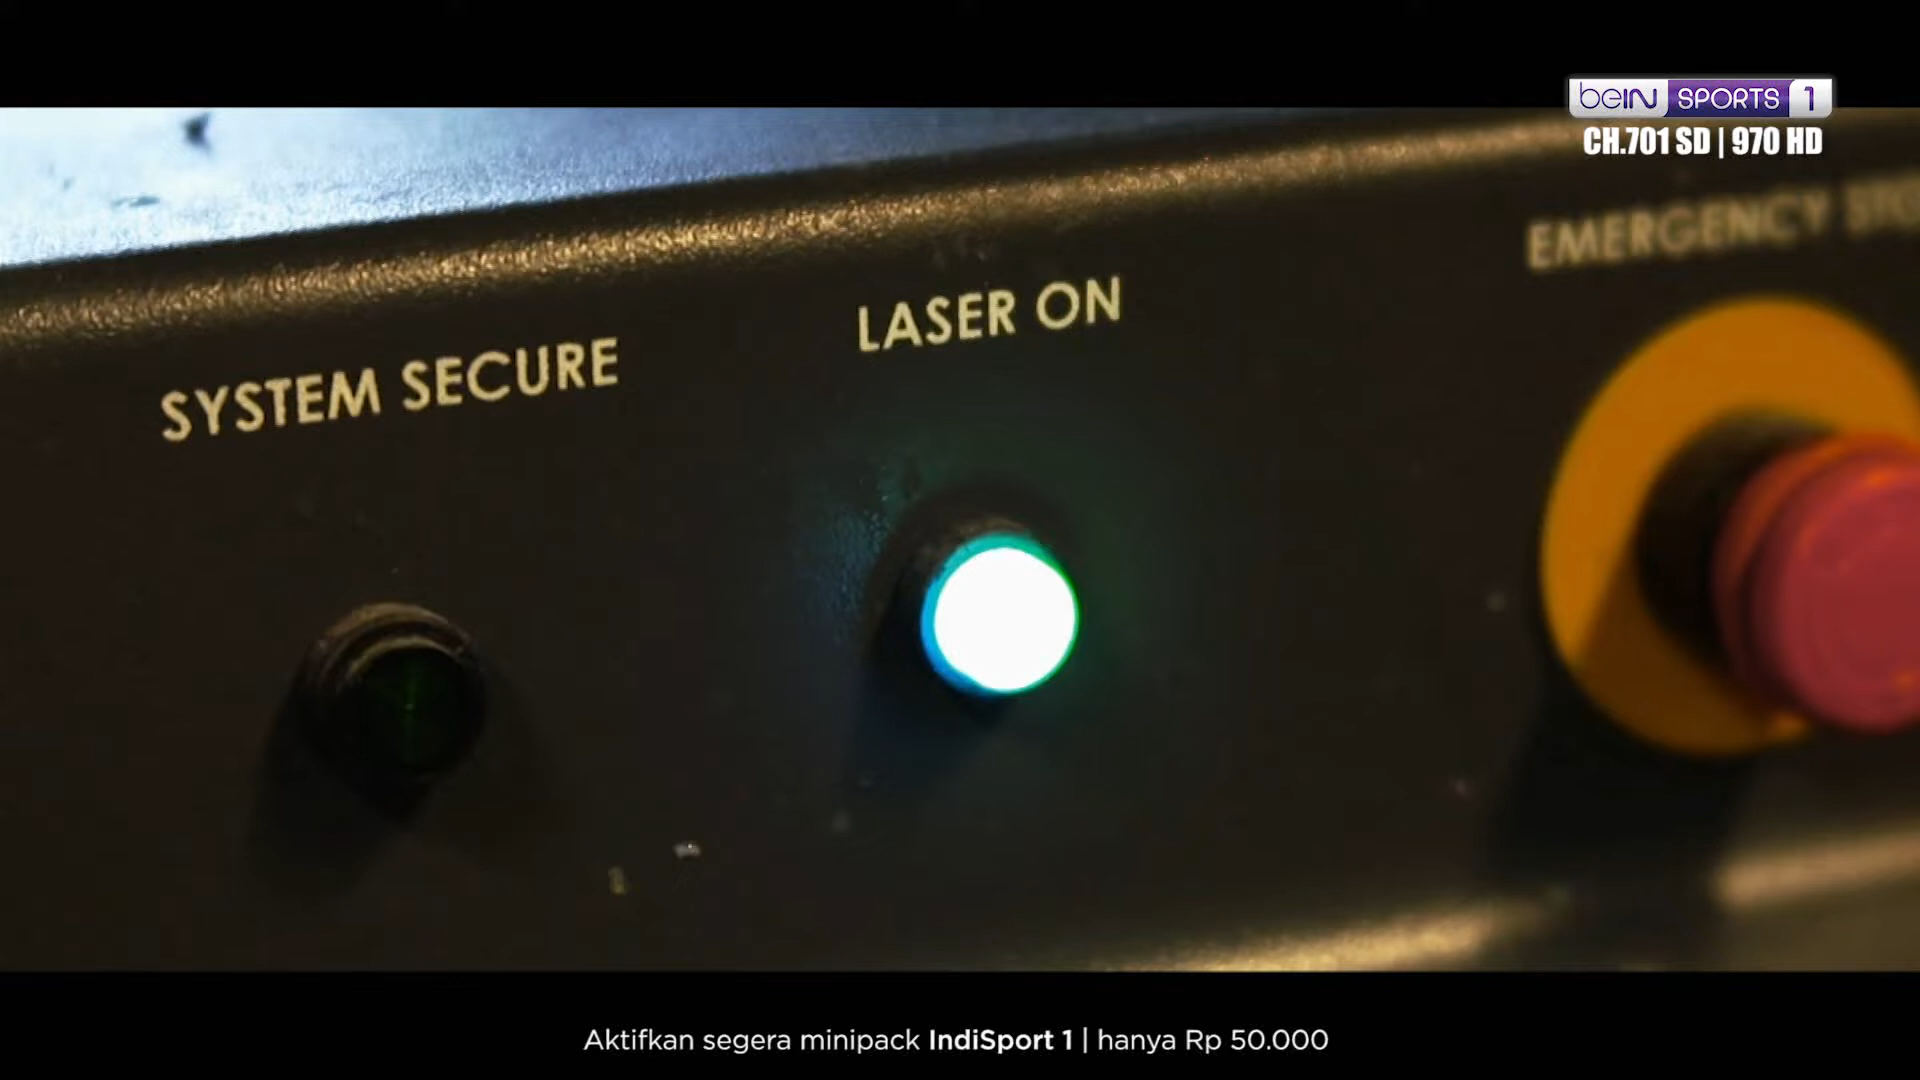 beIN SPORTS 1
CH.701 SD | 970 HD
EMERGENCY
LASER ON
SYSTEM SECURE
Aktifkan segera minipack IndiSport 1 | hanya Rp 50.000